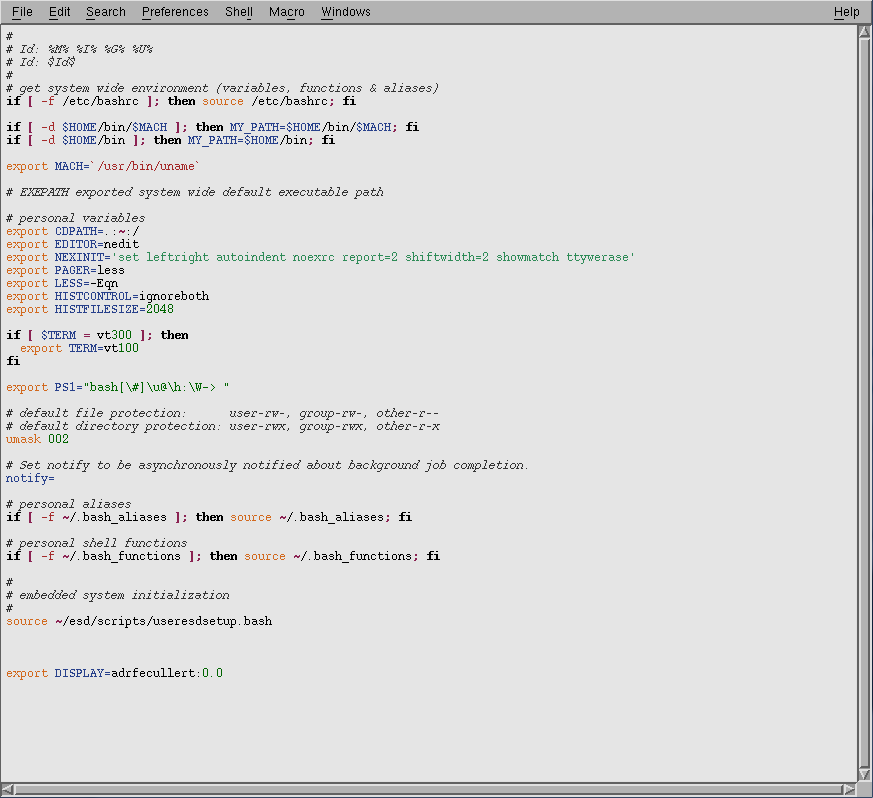 File Edit Search Preferences Shell Macro Windows Help
#
# Id: %M% %I% %G% %U%
# Id: $Id$
#
# get system wide environment (variables, functions & aliases)
if [ -f /etc/bashrc ]; then source /etc/bashrc; fi
if [ -d $HOME/bin/$MACH ]; then MY_PATH=$HOME/bin/$MACH; fi
if [ -d $HOME/bin ]; then MY_PATH=$HOME/bin; fi
export MACH=`/usr/bin/uname`
# EXEPATH exported system wide default executable path
# personal variables
export CDPATH=.:~:/
export EDITOR=nedit
export NEXINIT='set leftright autoindent noexrc report=2 shiftwidth=2 showmatch ttywerase'
export PAGER=less
export LESS=-Eqn
export HISTCONTROL=ignoreboth
export HISTFILESIZE=2048
if [ $TERM = vt300 ]; then
  export TERM=vt100
fi
export PS1="bash[\#]\u@\h:\W-> "
# default file protection:      user-rw-, group-rw-, other-r--
# default directory protection: user-rwx, group-rwx, other-r-x
umask 002
# Set notify to be asynchronously notified about background job completion.
notify=
# personal aliases
if [ -f ~/.bash_aliases ]; then source ~/.bash_aliases; fi
# personal shell functions
if [ -f ~/.bash_functions ]; then source ~/.bash_functions; fi
#
# embedded system initialization
#
source ~/esd/scripts/useresdsetup.bash
export DISPLAY=adrfecullert:0.0